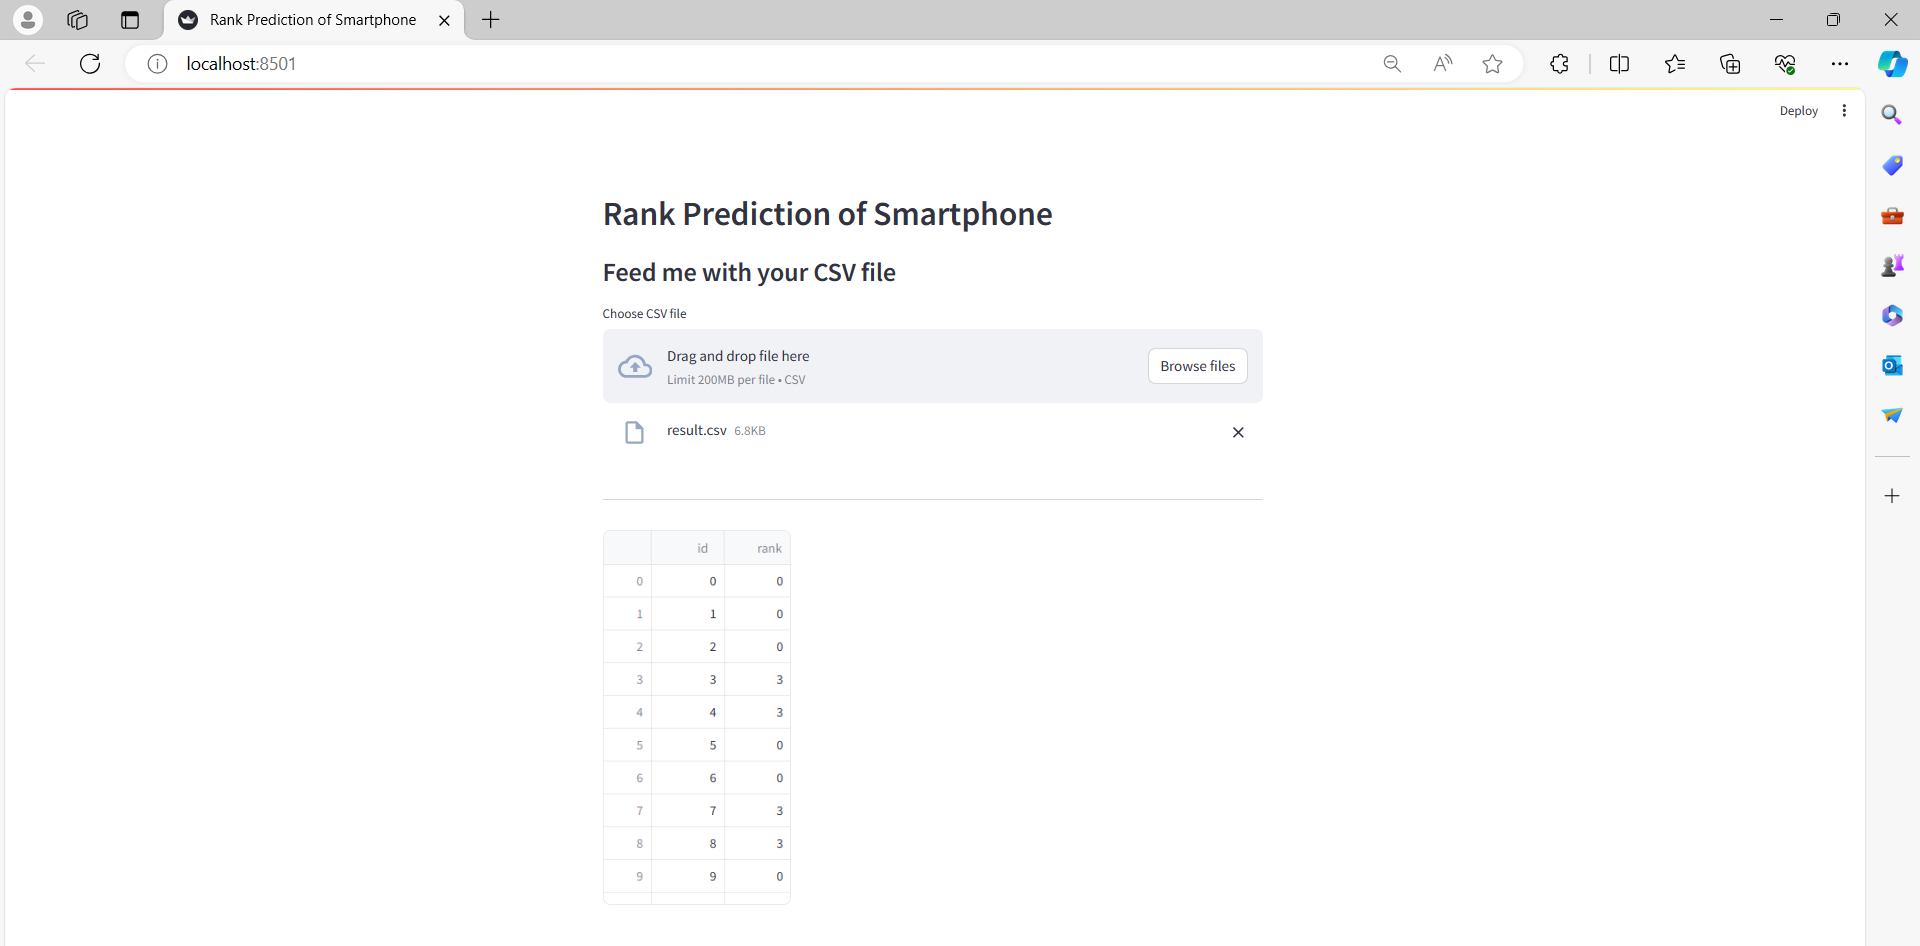 Rank Prediction of Smartphone
localhost:8501
Deploy
Rank Prediction of Smartphone
Feed me with your CSV file
Choose CSV file
Drag and drop file here
Limit 200MB per file • CSV
Browse files
result.csv 6.8KB
id rank
0 0 0
1 1 0
2 2 0
3 3 3
4 4 3
5 5 0
6 6 0
7 7 3
8 8 3
9 9 0